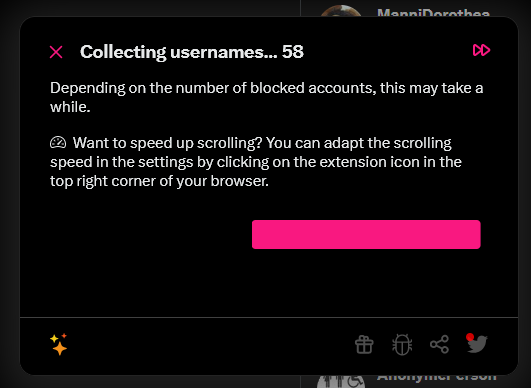 ManniDorothea
Collecting usernames... 58
Depending on the number of blocked accounts, this may take a
while.
Want to speed up scrolling? You can adapt the scrolling
speed in the settings by clicking on the extension icon in the
top right corner of your browser.
AnonymicPerson